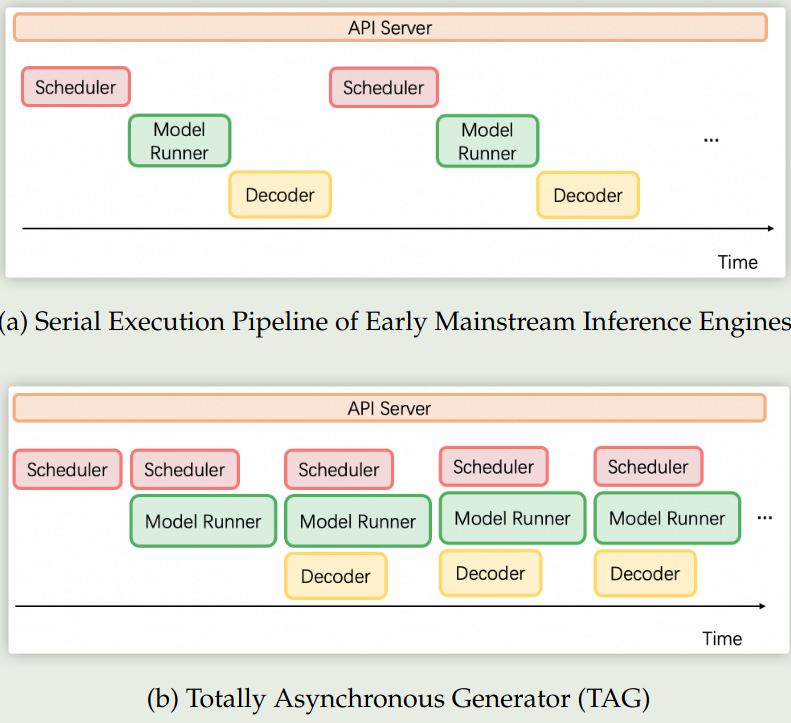 API Server
Scheduler
Scheduler
Model
Runner
Model
Runner
...
Decoder
Decoder
Time
(a) Serial Execution Pipeline of Early Mainstream Inference Engines
API Server
Scheduler
Scheduler
Scheduler
Scheduler
Scheduler
Model Runner
Model Runner
Model Runner
Model Runner
...
Decoder
Decoder
Decoder
Time
(b) Totally Asynchronous Generator (TAG)